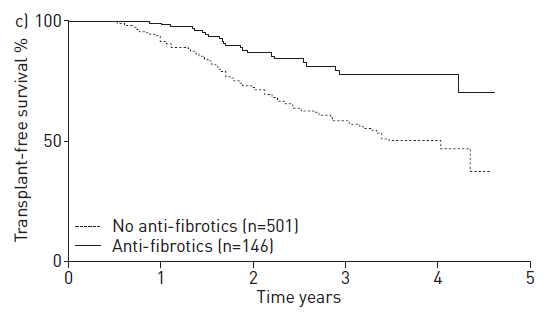 c) 100
Transplant-free survival %
50
0
No anti-fibrotics (n=501)
Anti-fibrotics (n=146)
0 1 2 3 4 5
Time years